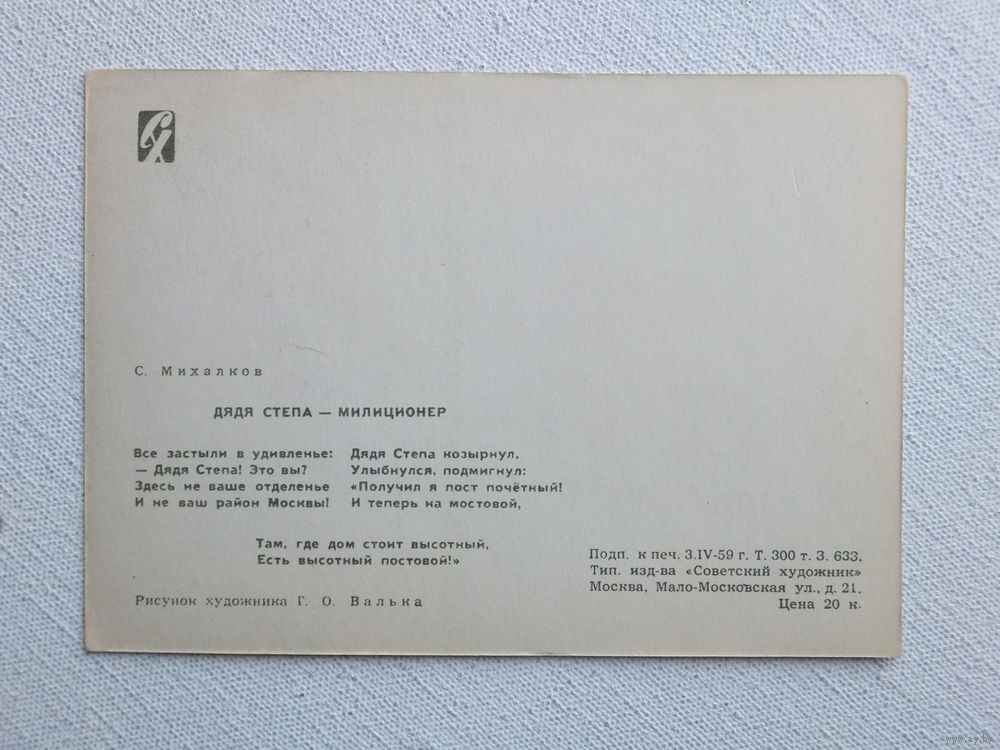 С. Михалков
ДЯДЯ СТЕПА — МИЛИЦИОНЕР
Все застыли в удивленье:
— Дядя Степа! Это вы?
Здесь не ваше отделенье
И не ваш район Москвы!
Дядя Степа козырнул,
Улыбнулся, подмигнул:
«Получил я пост почётный!
И теперь на мостовой,
Там, где дом стоит высотный,
Есть высотный постовой!»
Рисунок художника Г. О. Валька
Подп. к печ. 3.IV-59 г. Т. 300 т. З. 633.
Тип. изд-ва «Советский художник»
Москва, Мало-Московская ул., д. 21.
Цена 20 к.
www.ay.by